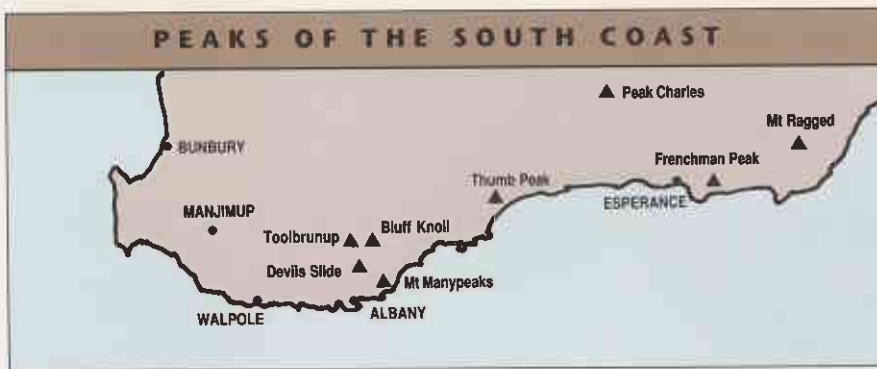 PEAKS OF THE SOUTH COAST
Peak Charles
Mt Ragged
BUNBURY
Frenchman Peak
Thumb Peak
ESPERANCE
MANJIMUP
Toolbrunup
Bluff Knoll
Devils Slide
Mt Manypeaks
WALPOLE
ALBANY